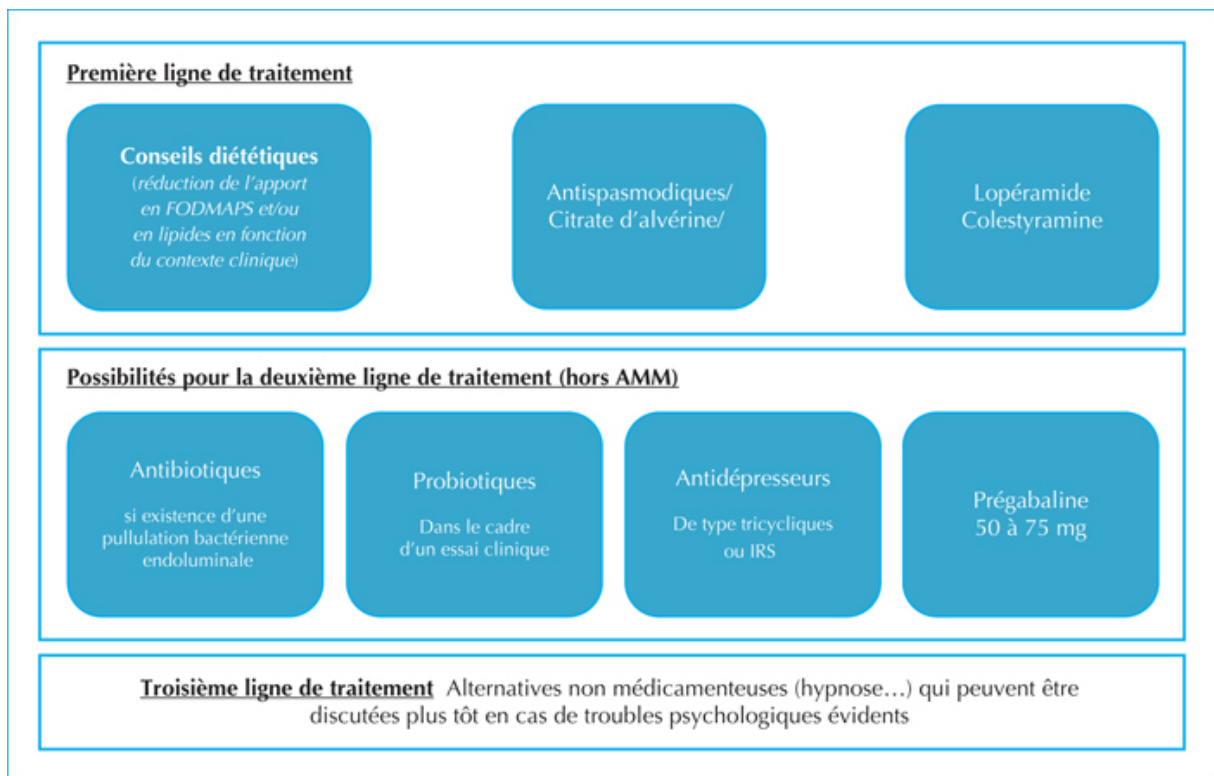 Première ligne de traitement
Conseils diététiques
(réduction de l'apport
en FODMAPS et/ou
en lipides en fonction
du contexte clinique)
Antispasmodiques/
Citrate d'alvérine/
Lopéramide
Colestyramine
Possibilités pour la deuxième ligne de traitement (hors AMM)
Antibiotiques
si existence d'une
pullulation bactérienne
endoluminale
Probiotiques
Dans le cadre
d'un essai clinique
Antidépresseurs
De type tricycliques
ou IRS
Prégabaline
50 à 75 mg
Troisième ligne de traitement Alternatives non médicamenteuses (hypnose…) qui peuvent être
discutées plus tôt en cas de troubles psychologiques évidents